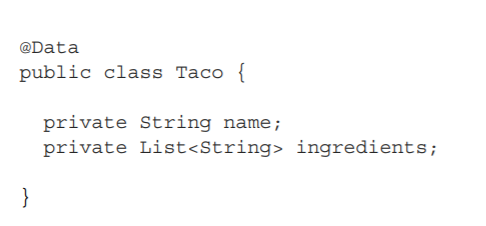 @Data
public class Taco {
private String name;
private List<String> ingredients;
}